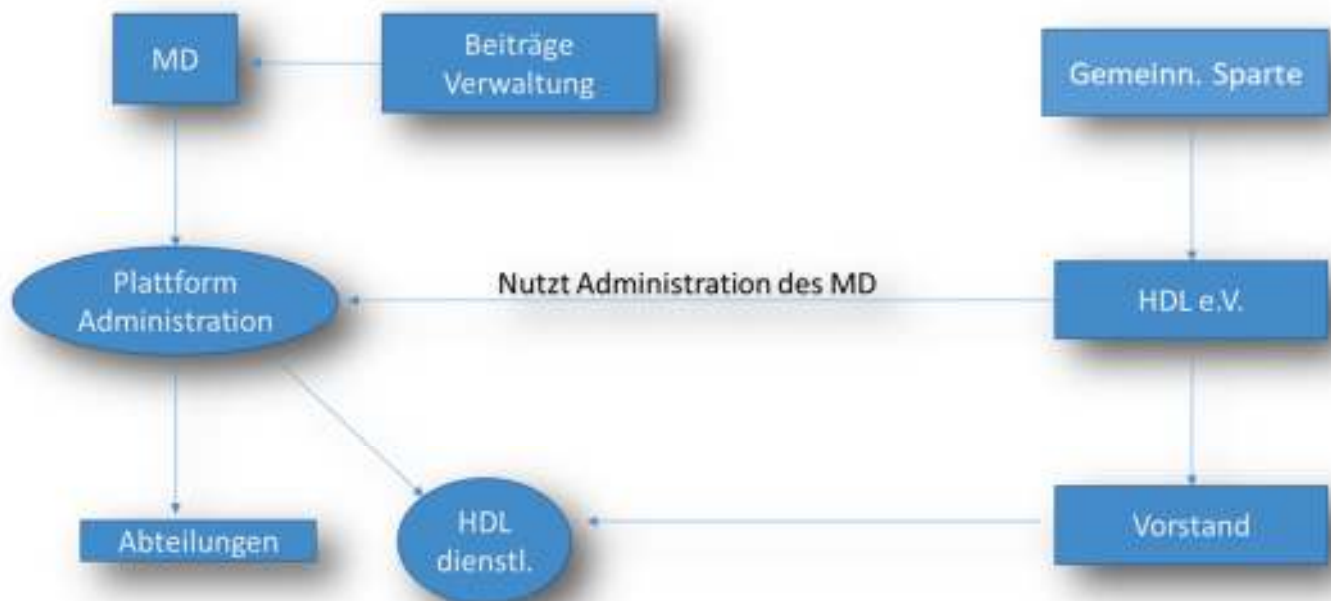 MD
Beiträge
Verwaltung
Gemeinn. Sparte
Plattform
Administration
Nutzt Administration des MD
HDL e.V.
Abteilungen
HDL
dienstl.
Vorstand